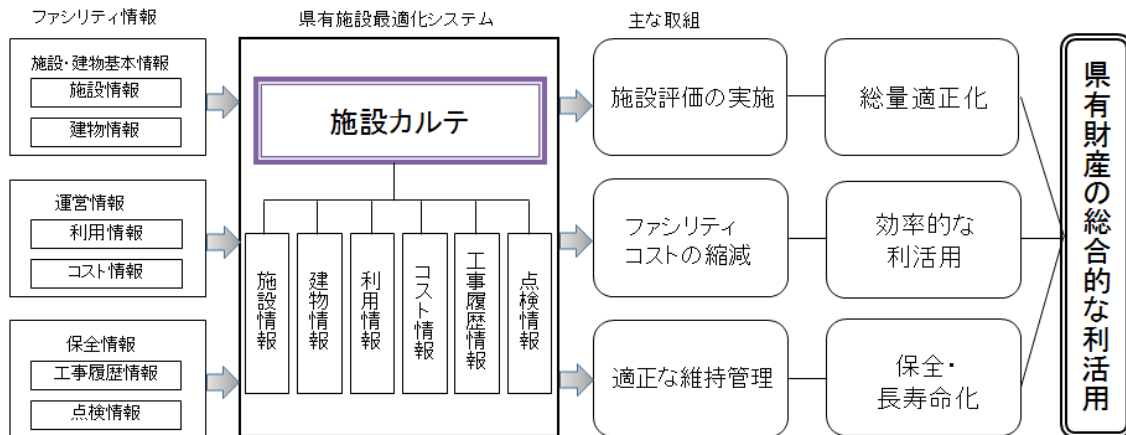 ファシリティ情報
県有施設最適化システム
主な取組
施設・建物基本情報
施設情報
建物情報
運営情報
利用情報
コスト情報
保全情報
工事履歴情報
点検情報
施設カルテ
施設情報
建物情報
利用情報
コスト情報
工事履歴情報
点検情報
施設評価の実施
総量適正化
ファシリティ
コストの縮減
効率的な
利活用
適正な維持管理
保全・
長寿命化
県有財産の総合的な利活用